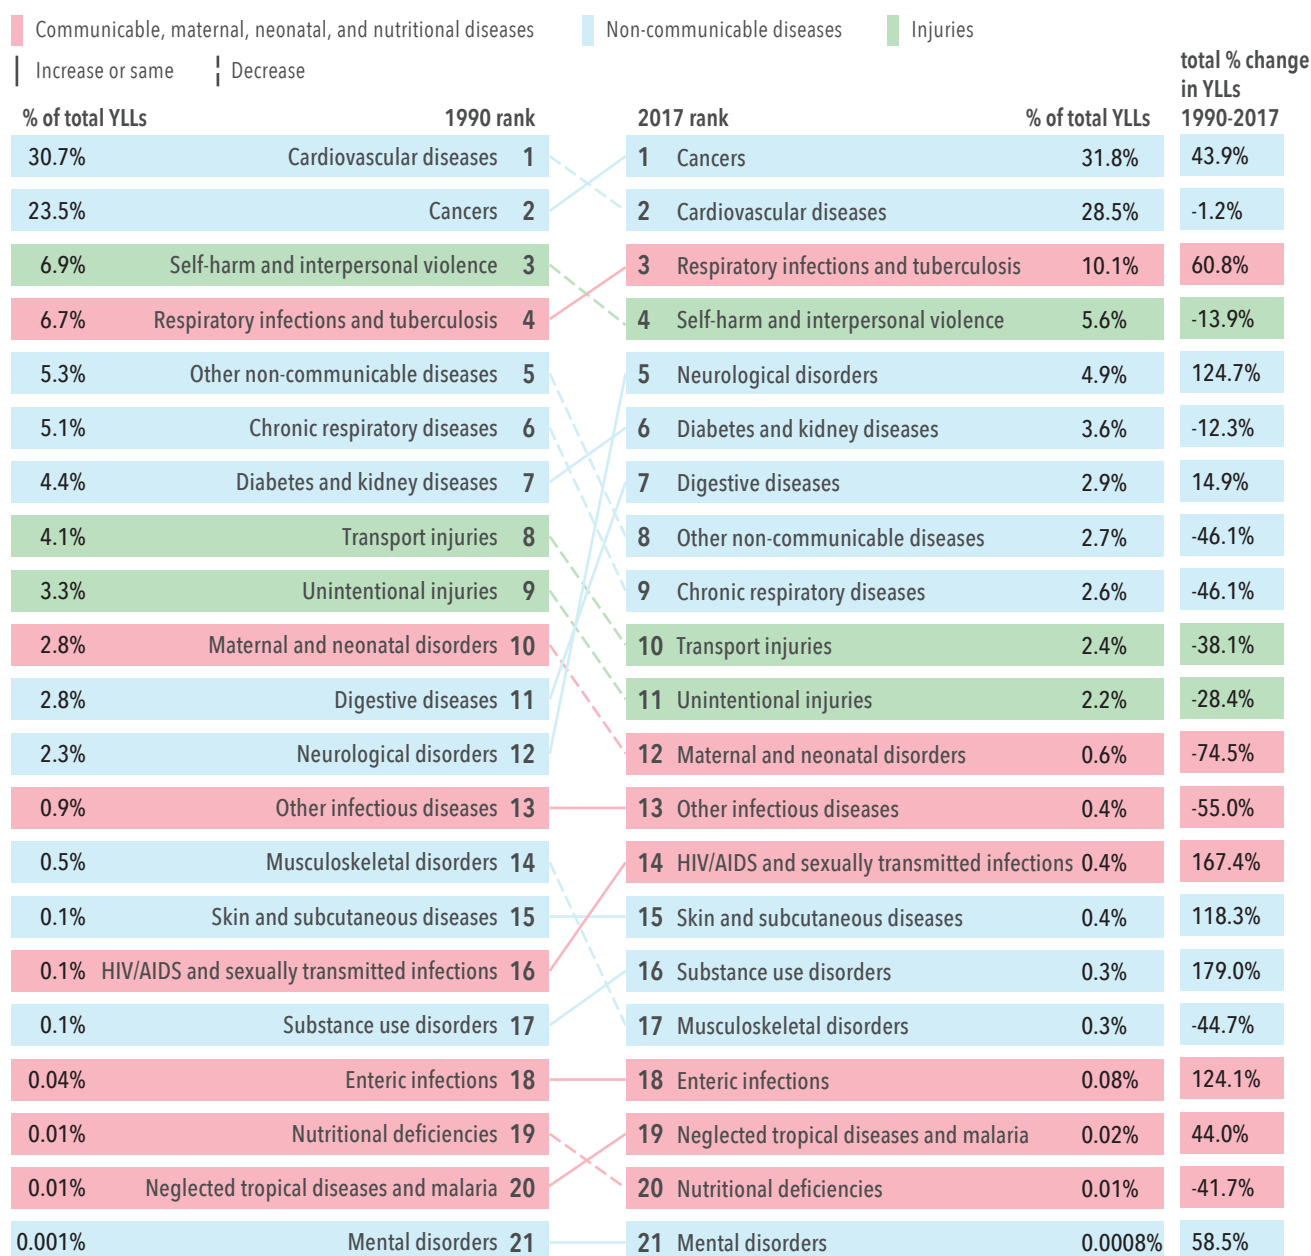 Communicable, maternal, neonatal, and nutritional diseases Non-communicable diseases Injuries
Increase or same Decrease
total % change
in YLLs
% of total YLLs 1990 rank 2017 rank % of total YLLs 1990-2017
30.7% Cardiovascular diseases 1 1 Cancers 31.8% 43.9%
23.5% Cancers 2 2 Cardiovascular diseases 28.5% -1.2%
6.9% Self-harm and interpersonal violence 3 3 Respiratory infections and tuberculosis 10.1% 60.8%
6.7% Respiratory infections and tuberculosis 4 4 Self-harm and interpersonal violence 5.6% -13.9%
5.3% Other non-communicable diseases 5 5 Neurological disorders 4.9% 124.7%
5.1% Chronic respiratory diseases 6 6 Diabetes and kidney diseases 3.6% -12.3%
4.4% Diabetes and kidney diseases 7 7 Digestive diseases 2.9% 14.9%
4.1% Transport injuries 8 8 Other non-communicable diseases 2.7% -46.1%
3.3% Unintentional injuries 9 9 Chronic respiratory diseases 2.6% -46.1%
2.8% Maternal and neonatal disorders 10 10 Transport injuries 2.4% -38.1%
2.8% Digestive diseases 11 11 Unintentional injuries 2.2% -28.4%
2.3% Neurological disorders 12 12 Maternal and neonatal disorders 0.6% -74.5%
0.9% Other infectious diseases 13 13 Other infectious diseases 0.4% -55.0%
0.5% Musculoskeletal disorders 14 14 HIV/AIDS and sexually transmitted infections 0.4% 167.4%
0.1% Skin and subcutaneous diseases 15 15 Skin and subcutaneous diseases 0.4% 118.3%
0.1% HIV/AIDS and sexually transmitted infections 16 16 Substance use disorders 0.3% 179.0%
0.1% Substance use disorders 17 17 Musculoskeletal disorders 0.3% -44.7%
0.04% Enteric infections 18 18 Enteric infections 0.08% 124.1%
0.01% Nutritional deficiencies 19 19 Neglected tropical diseases and malaria 0.02% 44.0%
0.01% Neglected tropical diseases and malaria 20 20 Nutritional deficiencies 0.01% -41.7%
0.001% Mental disorders 21 21 Mental disorders 0.0008% 58.5%